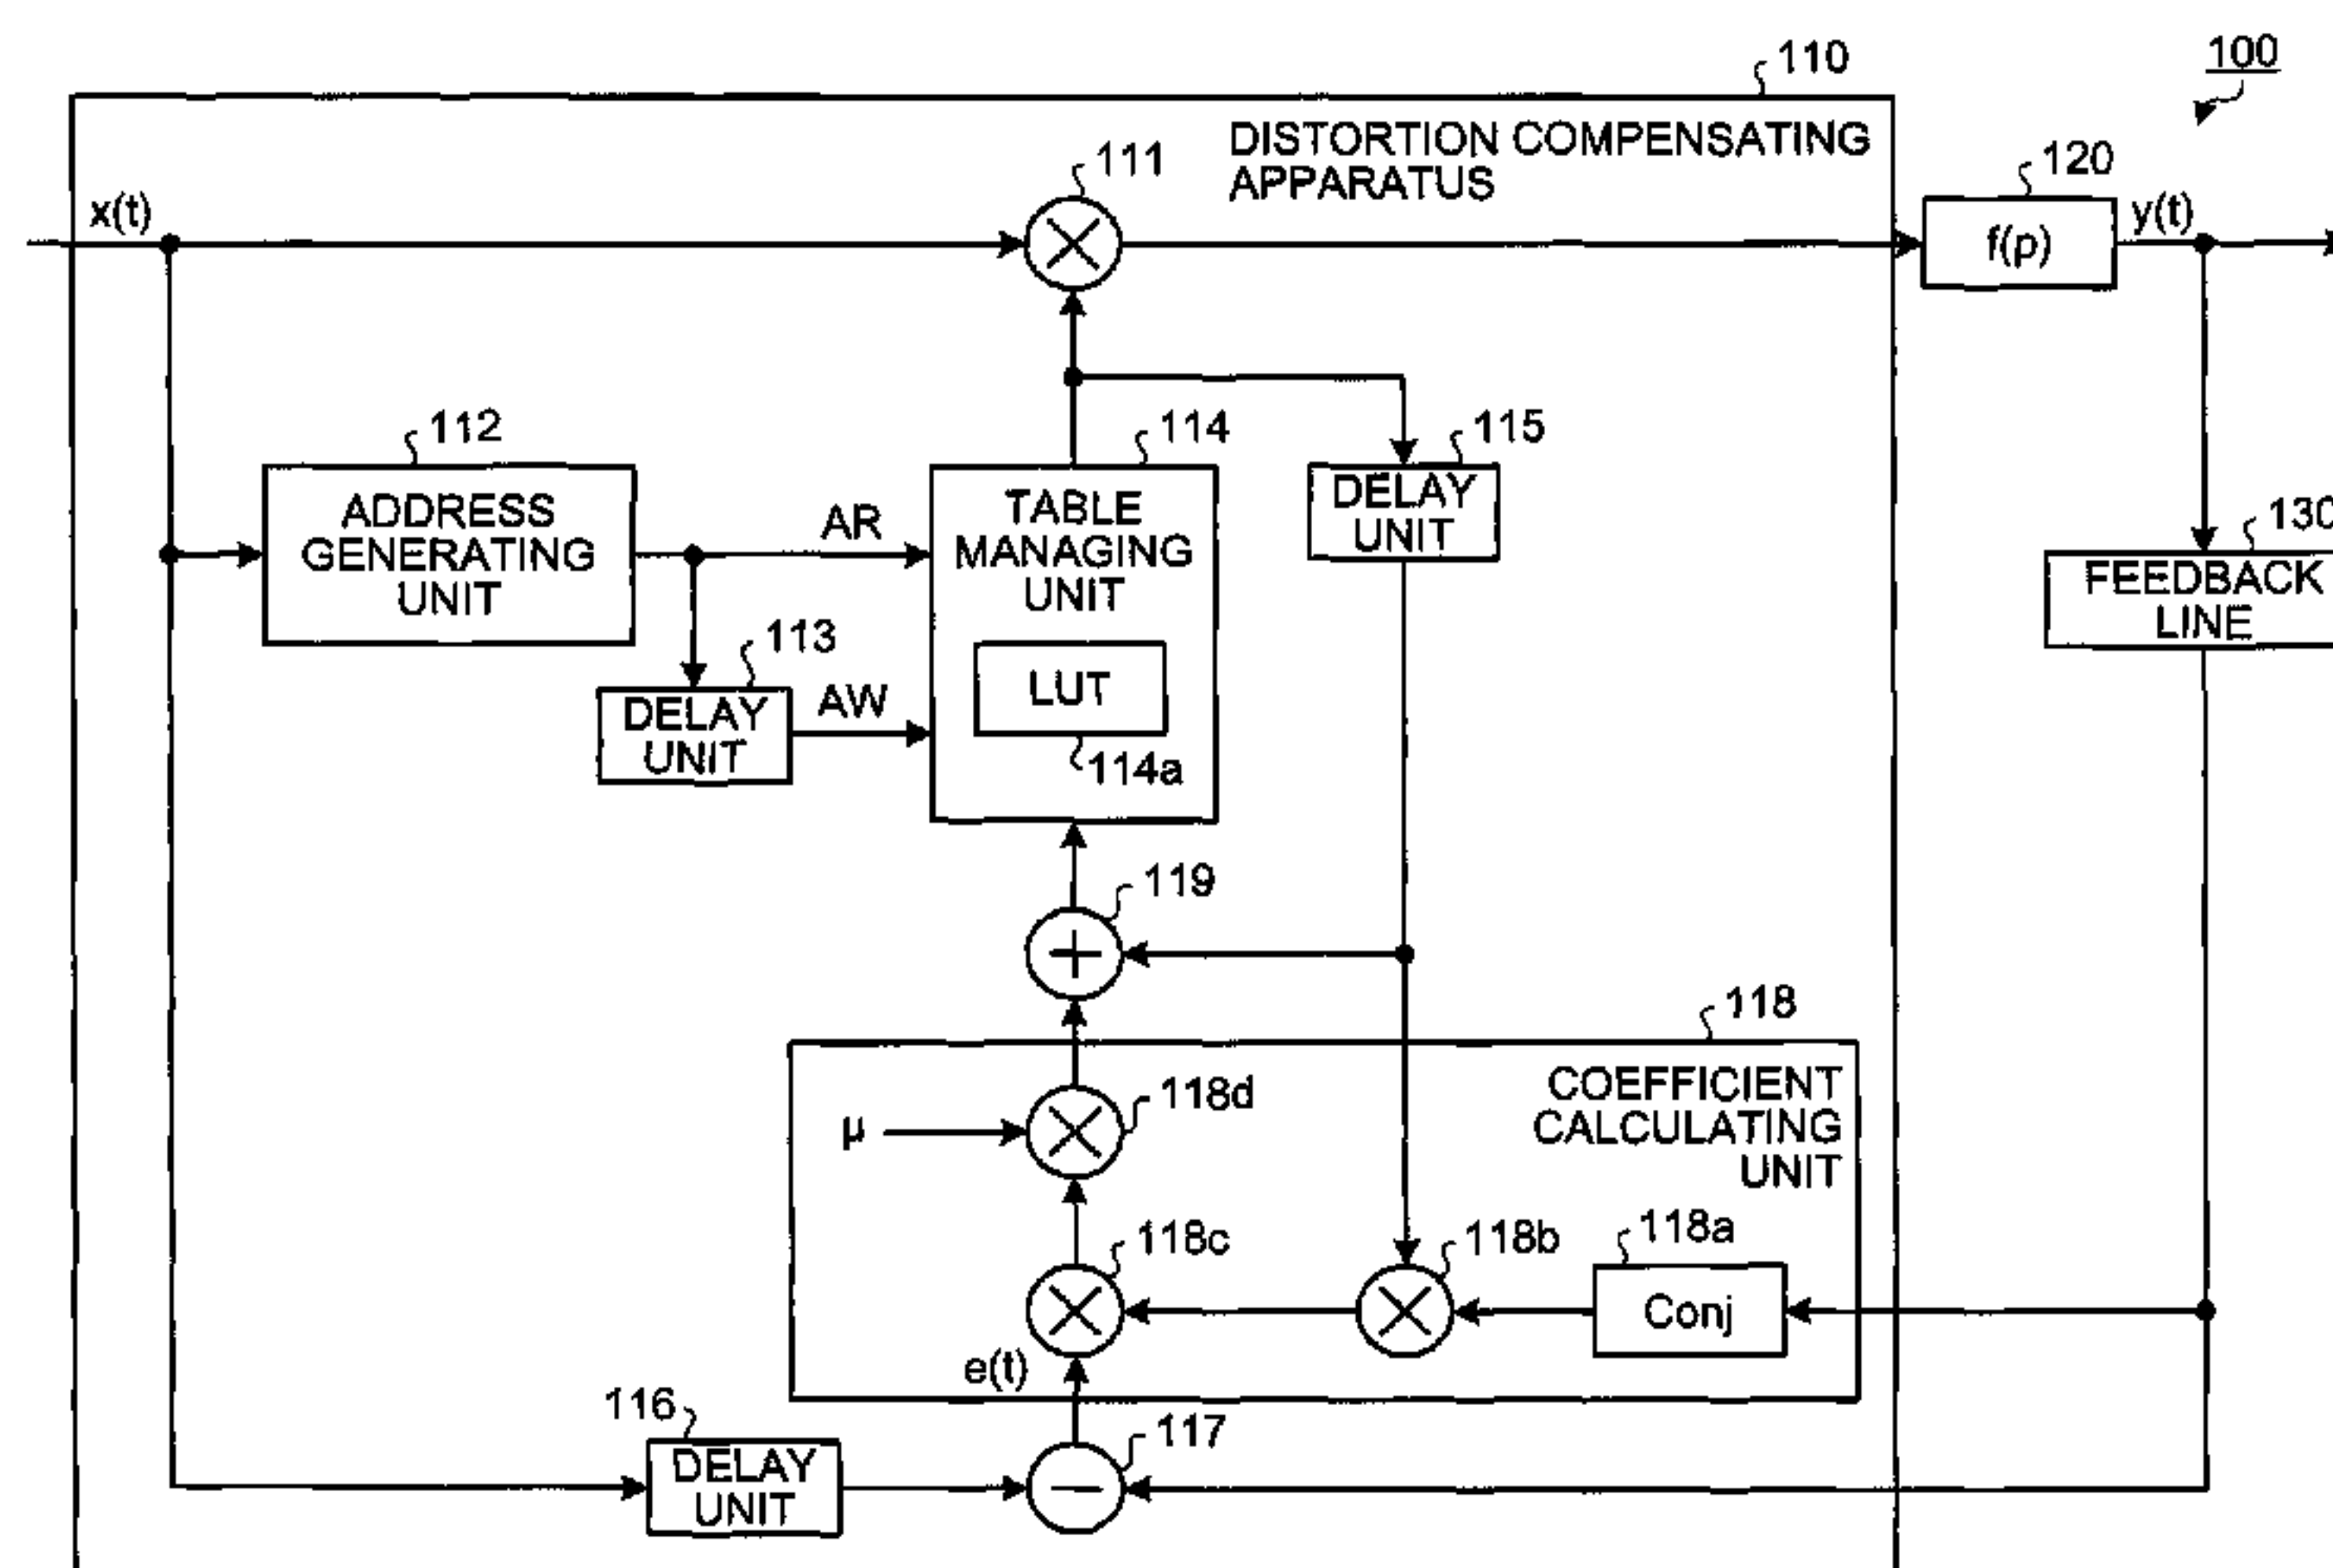 100
110
DISTORTION COMPENSATING
APPARATUS
111
120
x(t)
f(p)
y(t)
112
114
115
ADDRESS
GENERATING
UNIT
AR
TABLE
MANAGING
UNIT
DELAY
UNIT
130
FEEDBACK
LINE
113
DELAY
UNIT
AW
LUT
114a
119
118
COEFFICIENT
CALCULATING
UNIT
μ
118d
118c
118b
118a
Conj
e(t)
116
DELAY
UNIT
117